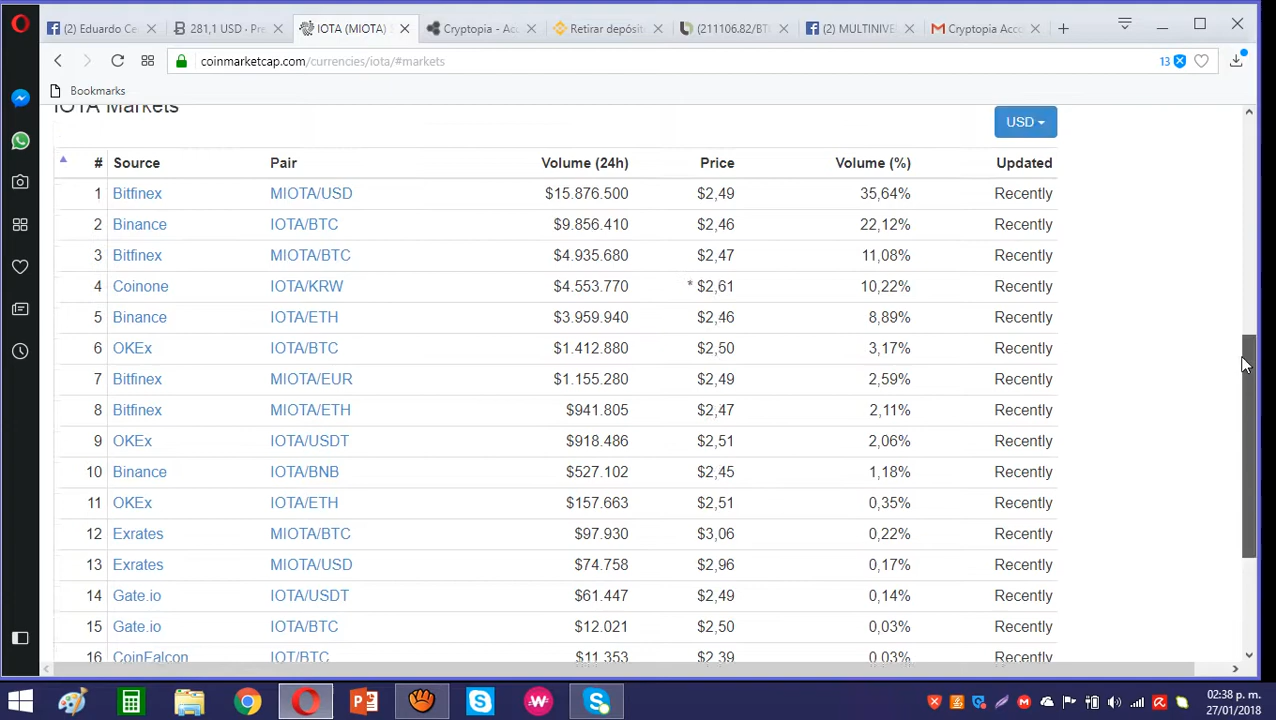 (2) Eduardo Ce
281,1 USD - Pr
IOTA (MIOTA)
Cryptopia - Ac
Retirar depósit
(211106.82/BT
(2) MULTINIVE
Cryptopia Acc
coinmarketcap.com/currencies/iota/#markets
13
Bookmarks
IOTA Markets
USD
# Source Pair Volume (24h) Price Volume (%) Updated
1 Bitfinex MIOTA/USD $15.876.500 $2,49 35,64% Recently
2 Binance IOTA/BTC $9.856.410 $2,46 22,12% Recently
3 Bitfinex MIOTA/BTC $4.935.680 $2,47 11,08% Recently
4 Coinone IOTA/KRW $4.553.770 * $2,61 10,22% Recently
5 Binance IOTA/ETH $3.959.940 $2,46 8,89% Recently
6 OKEx IOTA/BTC $1.412.880 $2,50 3,17% Recently
7 Bitfinex MIOTA/EUR $1.155.280 $2,49 2,59% Recently
8 Bitfinex MIOTA/ETH $941.805 $2,47 2,11% Recently
9 OKEx IOTA/USDT $918.486 $2,51 2,06% Recently
10 Binance IOTA/BNB $527.102 $2,45 1,18% Recently
11 OKEx IOTA/ETH $157.663 $2,51 0,35% Recently
12 Exrates MIOTA/BTC $97.930 $3,06 0,22% Recently
13 Exrates MIOTA/USD $74.758 $2,96 0,17% Recently
14 Gate.io IOTA/USDT $61.447 $2,49 0,14% Recently
15 Gate.io IOTA/BTC $12.021 $2,50 0,03% Recently
16 CoinFalcon IOT/BTC $11.353 $2,39 0,03% Recently
02:38 p. m.
27/01/2018